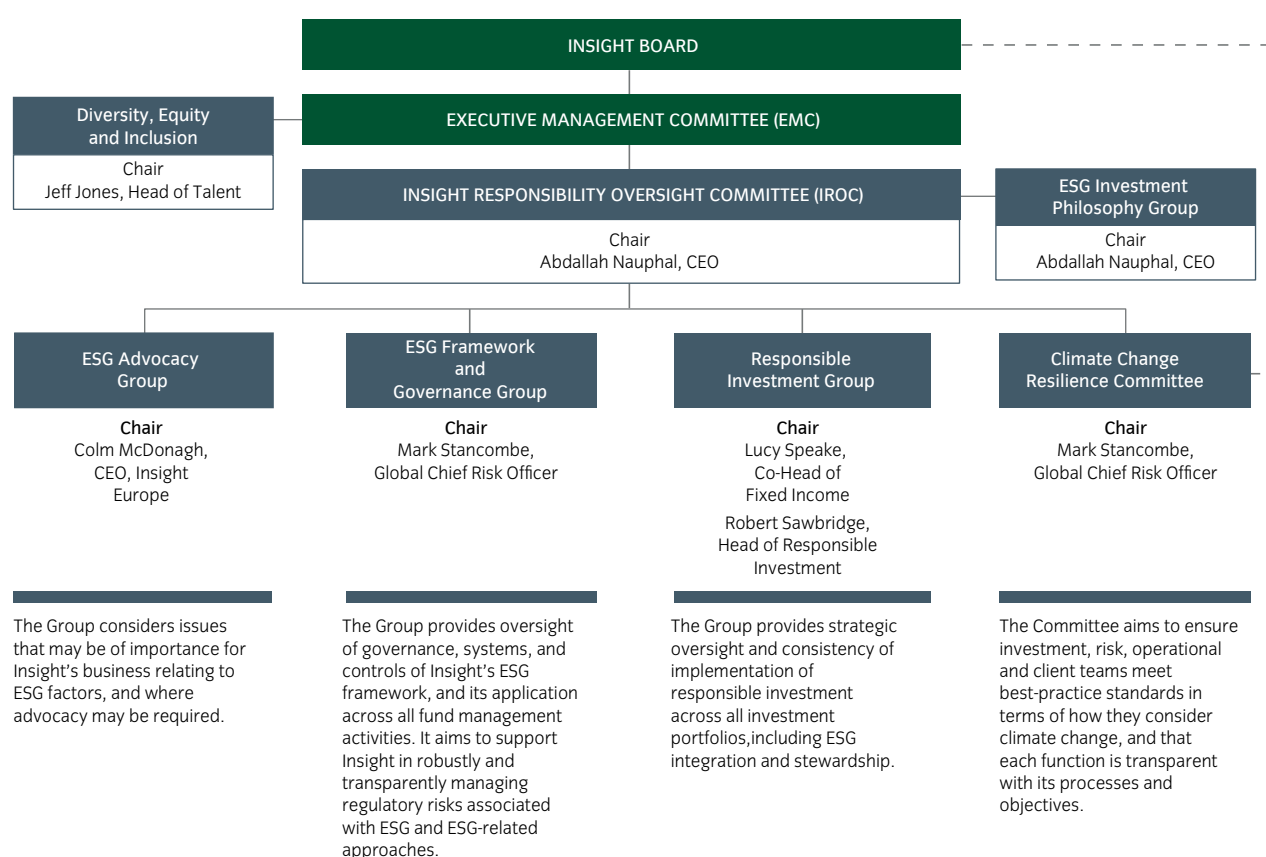 INSIGHT BOARD
Diversity, Equity
and Inclusion
Chair
Jeff Jones, Head of Talent
EXECUTIVE MANAGEMENT COMMITTEE (EMC)
INSIGHT RESPONSIBILITY OVERSIGHT COMMITTEE (IROC)
Chair
Abdallah Nauphal, CEO
ESG Investment
Philosophy Group
Chair
Abdallah Nauphal, CEO
ESG Advocacy
Group
Chair
Colm McDonagh,
CEO, Insight
Europe
The Group considers issues
that may be of importance for
Insight's business relating to
ESG factors, and where
advocacy may be required.
ESG Framework
and
Governance Group
Chair
Mark Stancombe,
Global Chief Risk Officer
The Group provides oversight
of governance, systems, and
controls of Insight's ESG
framework, and its application
across all fund management
activities. It aims to support
Insight in robustly and
transparently managing
regulatory risks associated
with ESG and ESG-related
approaches.
Responsible
Investment Group
Chair
Lucy Speake,
Co-Head of
Fixed Income
Robert Sawbridge,
Head of Responsible
Investment
The Group provides strategic
oversight and consistency of
implementation of
responsible investment
across all investment
portfolios,including ESG
integration and stewardship.
Climate Change
Resilience Committee
Chair
Mark Stancombe,
Global Chief Risk Officer
The Committee aims to ensure
investment, risk, operational
and client teams meet
best-practice standards in
terms of how they consider
climate change, and that
each function is transparent
with its processes and
objectives.